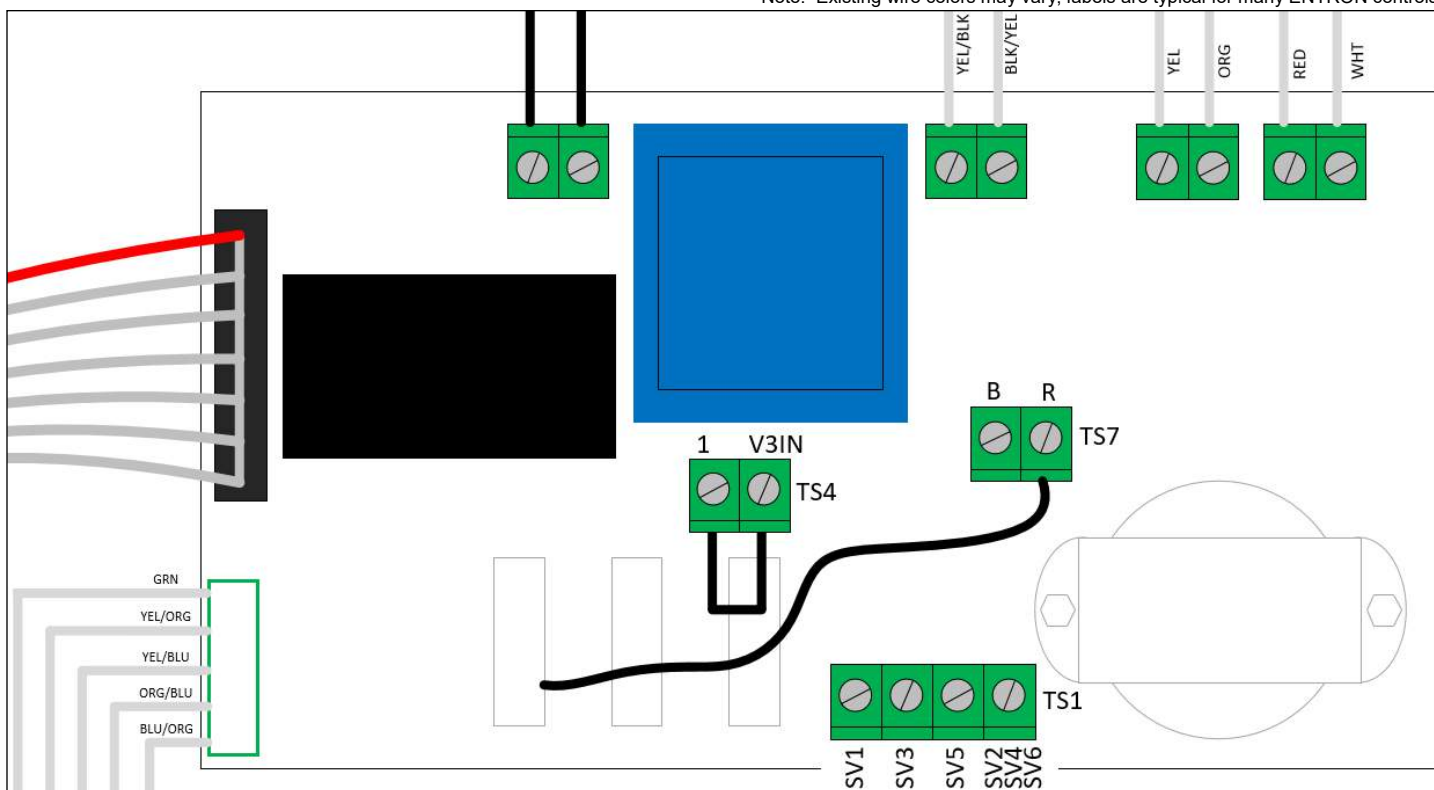 Note: Existing wire colors may vary, labels are typical for many ENTRON controls
YEL/BLK
BLK/YEL
YEL
ORG
RED
WHT
B R
TS7
1 V3IN
TS4
GRN
YEL/ORG
YEL/BLU
ORG/BLU
BLU/ORG
TS1
SV1
SV3
SV5
SV2
SV4
SV6